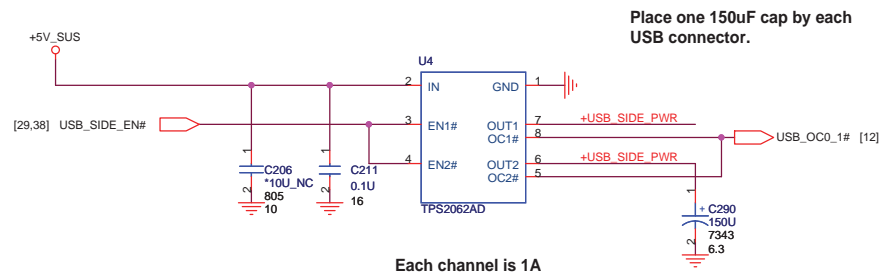 Place one 150uF cap by each
USB connector.
+5V_SUS
U4
2 IN GND 1
[29,38] USB_SIDE_EN# 3 EN1# OUT1 7 +USB_SIDE_PWR
OC1# 8 USB_OC0_1# [12]
4 EN2# OUT2 6 +USB_SIDE_PWR
OC2# 5
TPS2062AD
1
C206
*10U_NC
2
805
10
1
C211
0.1U
2
16
1
+ C290
150U
2
7343
6.3
Each channel is 1A